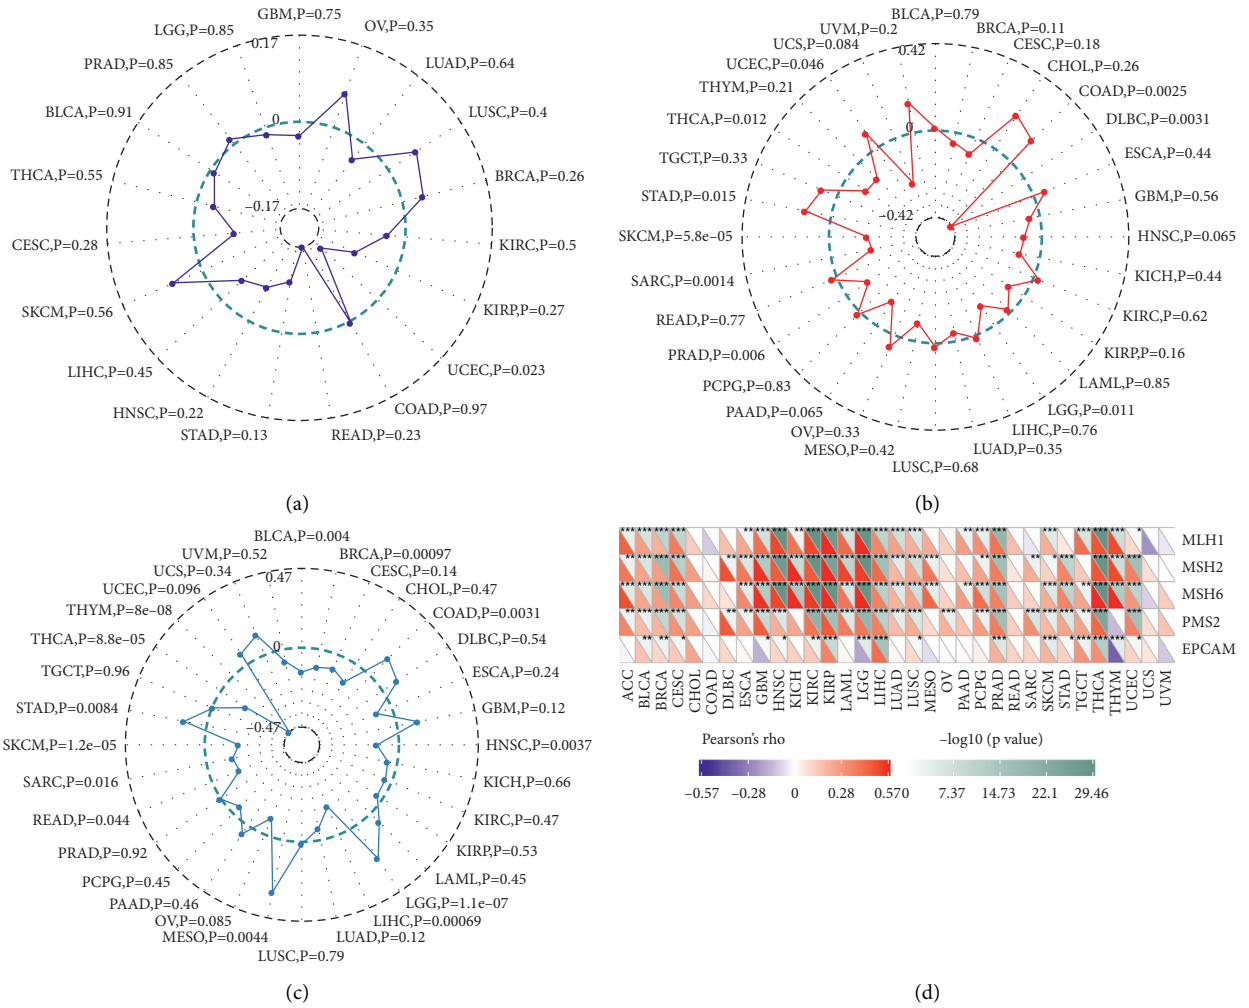 GBM,P=0.75
OV,P=0.35
LUAD,P=0.64
LUSC,P=0.4
BRCA,P=0.26
KIRC,P=0.5
KIRP,P=0.27
UCEC,P=0.023
COAD,P=0.97
READ,P=0.23
STAD,P=0.13
HNSC,P=0.22
LIHC,P=0.45
SKCM,P=0.56
CESC,P=0.28
THCA,P=0.55
BLCA,P=0.91
PRAD,P=0.85
LGG,P=0.85
0.17
0
−0.17
(a)
BLCA,P=0.79
BRCA,P=0.11
CESC,P=0.18
CHOL,P=0.26
COAD,P=0.0025
DLBC,P=0.0031
ESCA,P=0.44
GBM,P=0.56
HNSC,P=0.065
KICH,P=0.44
KIRC,P=0.62
KIRP,P=0.16
LAML,P=0.85
LGG,P=0.011
LIHC,P=0.76
LUAD,P=0.35
LUSC,P=0.68
MESO,P=0.42
OV,P=0.33
PAAD,P=0.065
PCPG,P=0.83
PRAD,P=0.006
READ,P=0.77
SARC,P=0.0014
SKCM,P=5.8e−05
STAD,P=0.015
TGCT,P=0.33
THCA,P=0.012
THYM,P=0.21
UCEC,P=0.046
UCS,P=0.084
UVM,P=0.2
0.42
0
−0.42
(b)
BLCA,P=0.004
BRCA,P=0.00097
CESC,P=0.14
CHOL,P=0.47
COAD,P=0.0031
DLBC,P=0.54
ESCA,P=0.24
GBM,P=0.12
HNSC,P=0.0037
KICH,P=0.66
KIRC,P=0.47
KIRP,P=0.53
LAML,P=0.45
LGG,P=1.1e−07
LIHC,P=0.00069
LUAD,P=0.12
LUSC,P=0.79
MESO,P=0.0044
OV,P=0.085
PAAD,P=0.46
PCPG,P=0.45
PRAD,P=0.92
READ,P=0.044
SARC,P=0.016
SKCM,P=1.2e−05
STAD,P=0.0084
TGCT,P=0.96
THCA,P=8.8e−05
THYM,P=8e−08
UCEC,P=0.096
UCS,P=0.34
UVM,P=0.52
0.47
0
−0.47
(c)
MLH1
MSH2
MSH6
PMS2
EPCAM
ACC
BLCA
BRCA
CESC
CHOL
COAD
DLBC
ESCA
GBM
HNSC
KICH
KIRC
KIRP
LAML
LGG
LIHC
LUAD
LUSC
MESO
OV
PAAD
PCPG
PRAD
READ
SARC
SKCM
STAD
TGCT
THCA
THYM
UCEC
UCS
UVM
Pearson's rho
−0.57 −0.28 0 0.28 0.57
−log10 (p value)
0 7.37 14.73 22.1 29.46
(d)